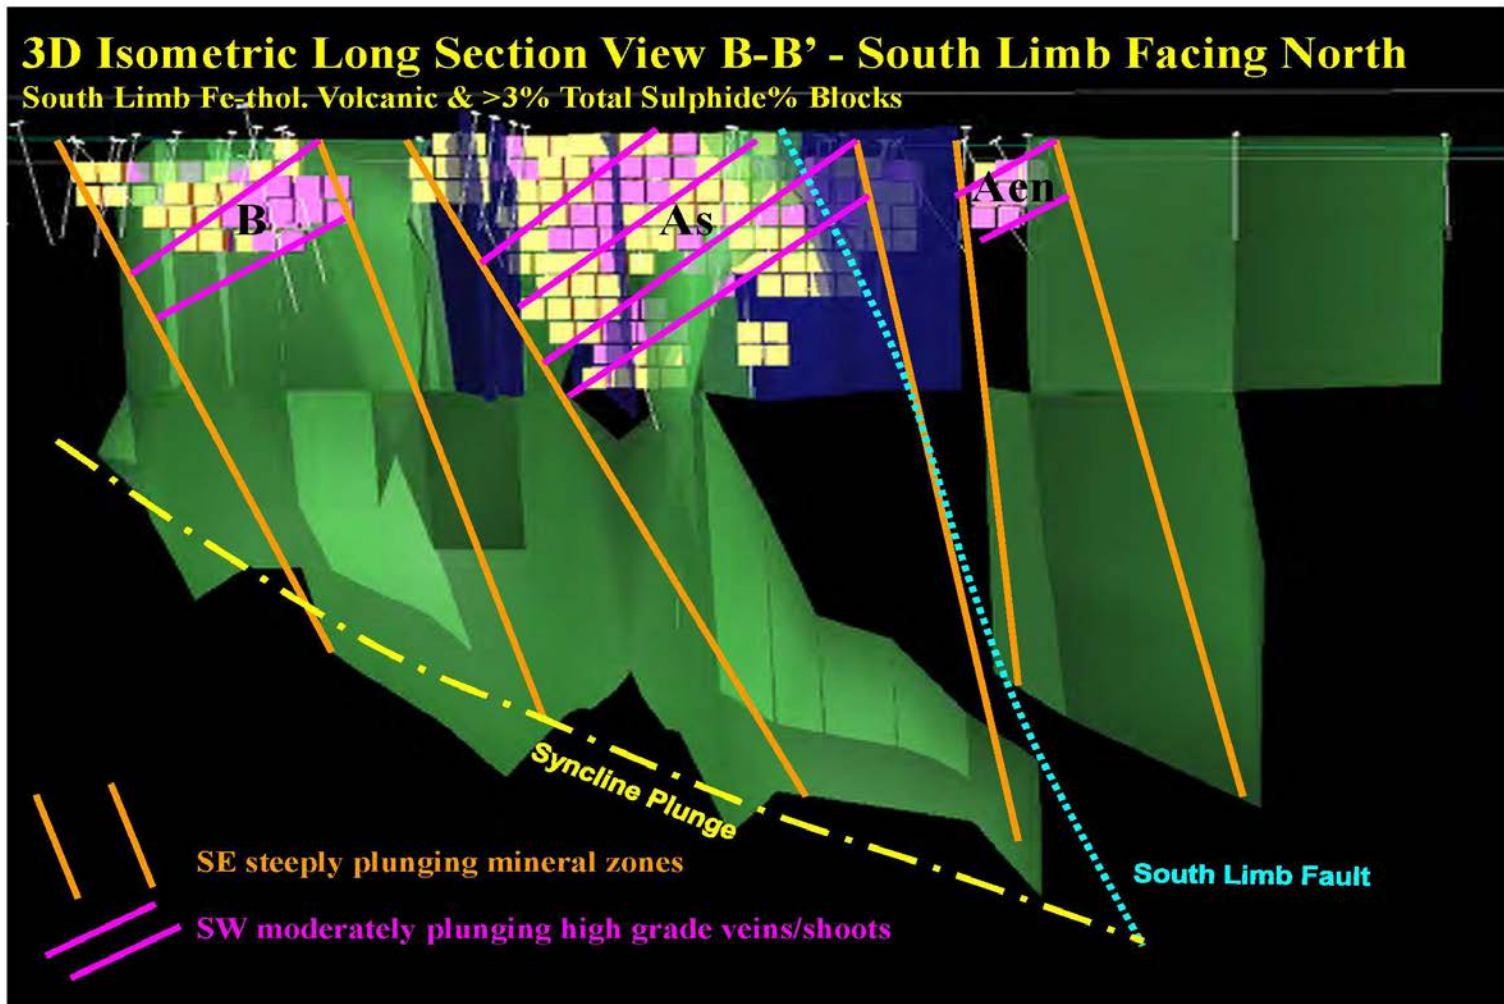 3D Isometric Long Section View B-B’ - South Limb Facing North
South Limb Fe-thol. Volcanic & >3% Total Sulphide% Blocks
B
As
Aen
Syncline Plunge
SE steeply plunging mineral zones
South Limb Fault
SW moderately plunging high grade veins/shoots